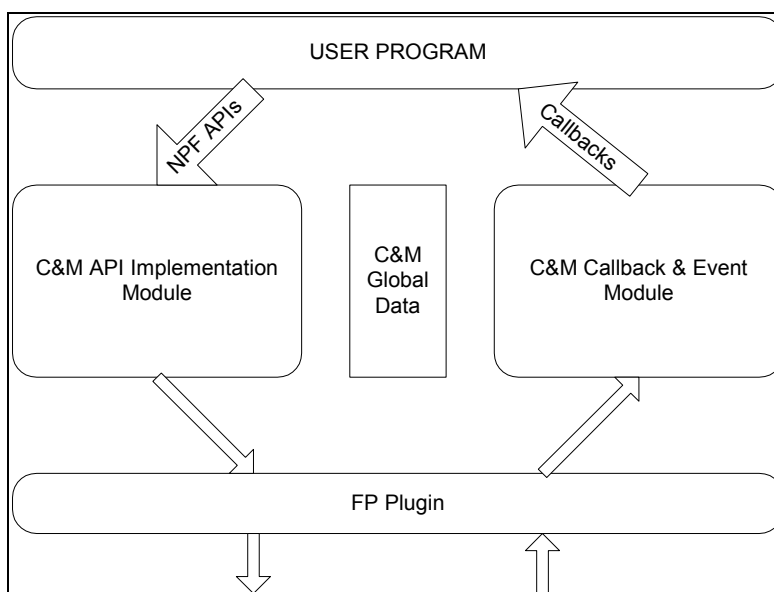 USER PROGRAM
NPF APIs
Callbacks
C&M API Implementation
Module
C&M
Global
Data
C&M Callback & Event
Module
FP Plugin